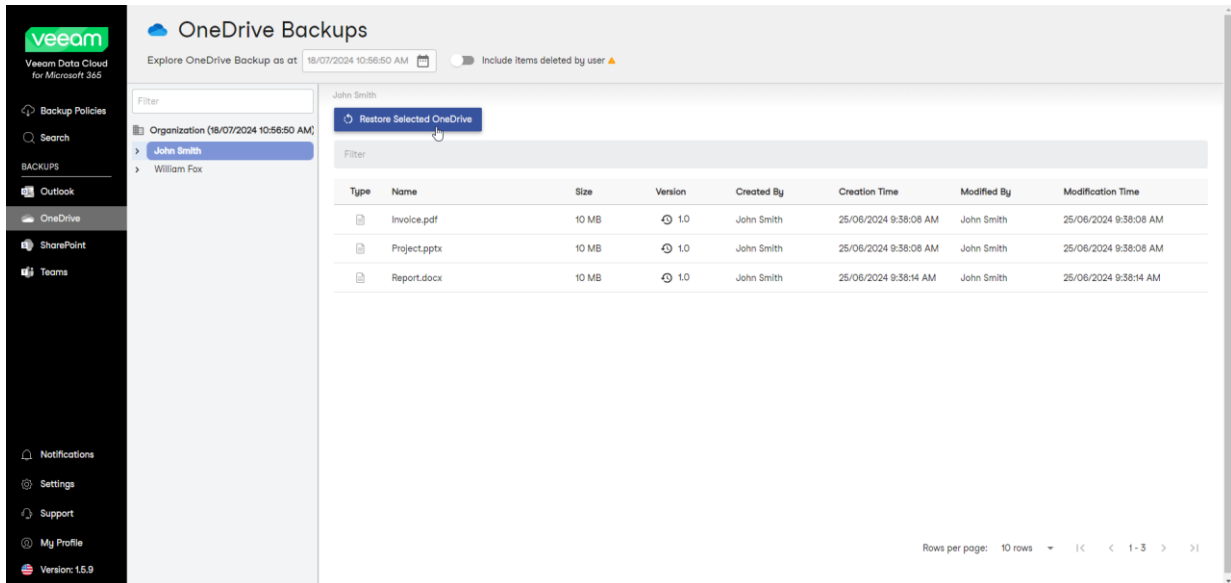 veeam
Veeam Data Cloud
for Microsoft 365
Backup Policies
Search
BACKUPS
Outlook
OneDrive
SharePoint
Teams
Notifications
Settings
Support
My Profile
Version: 1.5.9
OneDrive Backups
Explore OneDrive Backup as at 18/07/2024 10:56:50 AM Include items deleted by user
Filter
Organization (18/07/2024 10:56:50 AM)
John Smith
William Fox
John Smith
Restore Selected OneDrive
Filter
Type Name Size Version Created By Creation Time Modified By Modification Time
Invoice.pdf 10 MB 1.0 John Smith 25/06/2024 9:38:08 AM John Smith 25/06/2024 9:38:08 AM
Project.pptx 10 MB 1.0 John Smith 25/06/2024 9:38:08 AM John Smith 25/06/2024 9:38:08 AM
Report.docx 10 MB 1.0 John Smith 25/06/2024 9:38:14 AM John Smith 25/06/2024 9:38:14 AM
Rows per page: 10 rows 1-3